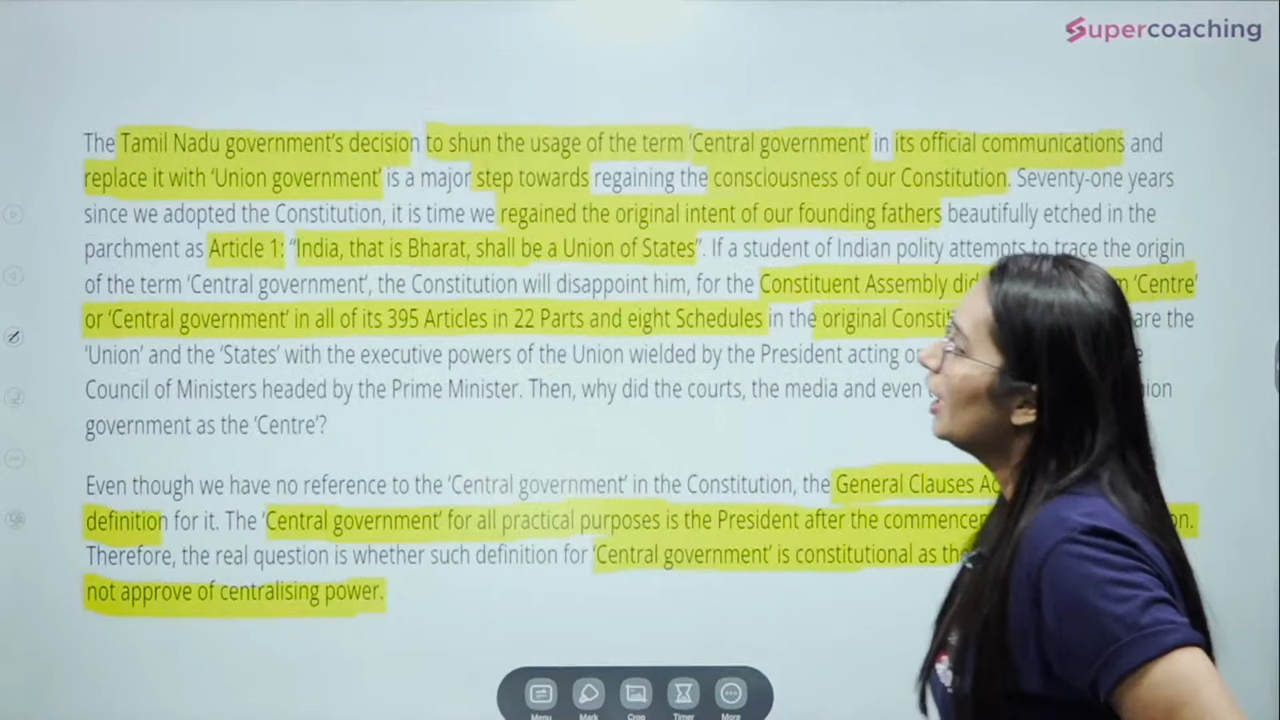 Supercoaching
The Tamil Nadu government's decision to shun the usage of the term 'Central government' in its official communications and
replace it with 'Union government' is a major step towards regaining the consciousness of our Constitution. Seventy-one years
since we adopted the Constitution, it is time we regained the original intent of our founding fathers beautifully etched in the
parchment as Article 1: "India, that is Bharat, shall be a Union of States". If a student of Indian polity attempts to trace the origin
of the term 'Central government', the Constitution will disappoint him, for the Constituent Assembly did 'Centre'
or 'Central government' in all of its 395 Articles in 22 Parts and eight Schedules in the original are the
'Union' and the 'States' with the executive powers of the Union wielded by the President acting
Council of Ministers headed by the Prime Minister. Then, why did the courts, the media and even
government as the 'Centre'?
Even though we have no reference to the 'Central government' in the Constitution, the General Clauses
definition for it. The 'Central government' for all practical purposes is the President after the
Therefore, the real question is whether such definition for 'Central government' is constitutional as
not approve of centralising power.
Menu Mark Crop Timer More